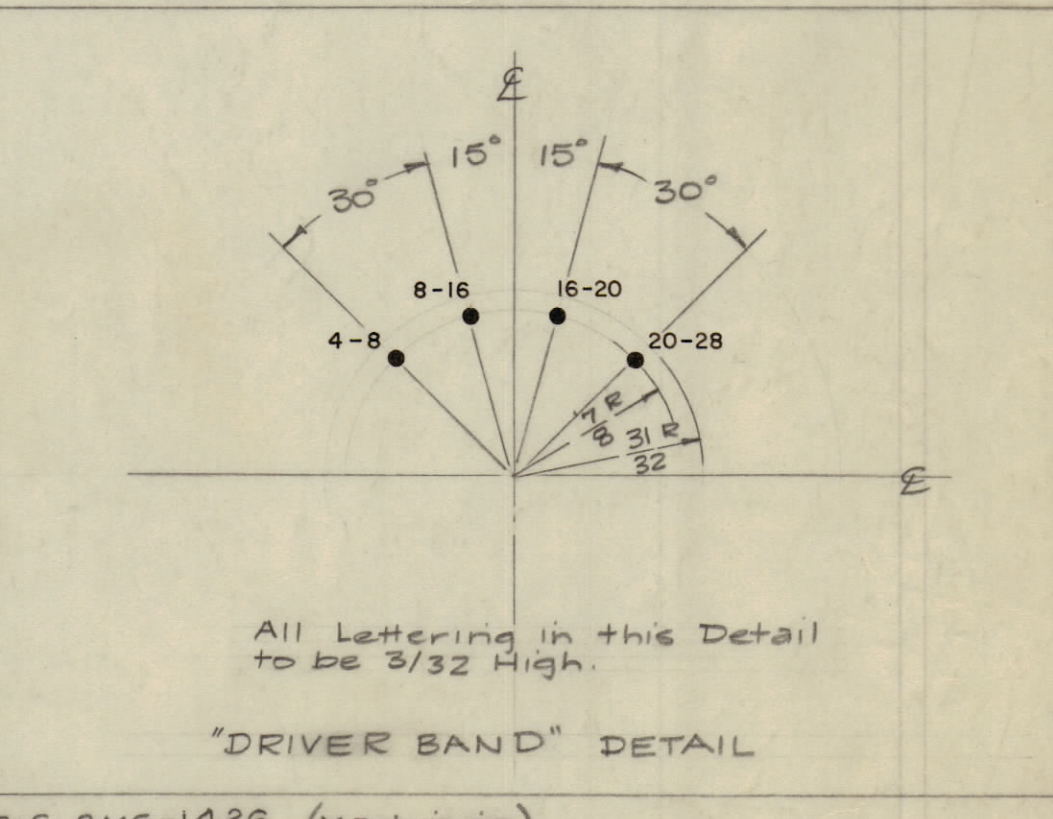 ℄
15° 15°
30° 30°
8-16 16-20
4-8 20-28
7/8 R
31/32 R
℄
All Lettering in this Detail
to be 3/32 High.
"DRIVER BAND" DETAIL